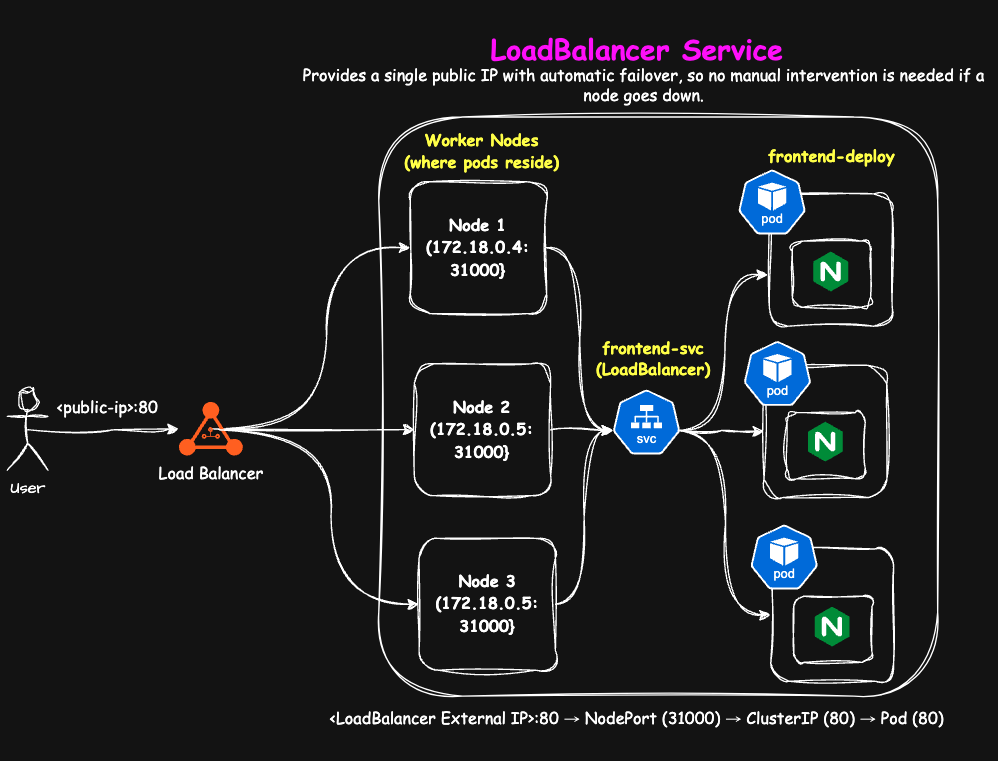 LoadBalancer Service
Provides a single public IP with automatic failover, so no manual intervention is needed if a
node goes down.
Worker Nodes
(where pods reside)
frontend-deploy
pod
Node 1
(172.18.0.4:
31000}
N
frontend-svc
(LoadBalancer)
pod
<public-ip>:80
Node 2
(172.18.0.5:
31000}
svc
N
Load Balancer
User
pod
Node 3
(172.18.0.5:
31000}
N
<LoadBalancer External IP>:80 → NodePort (31000) → ClusterIP (80) → Pod (80)